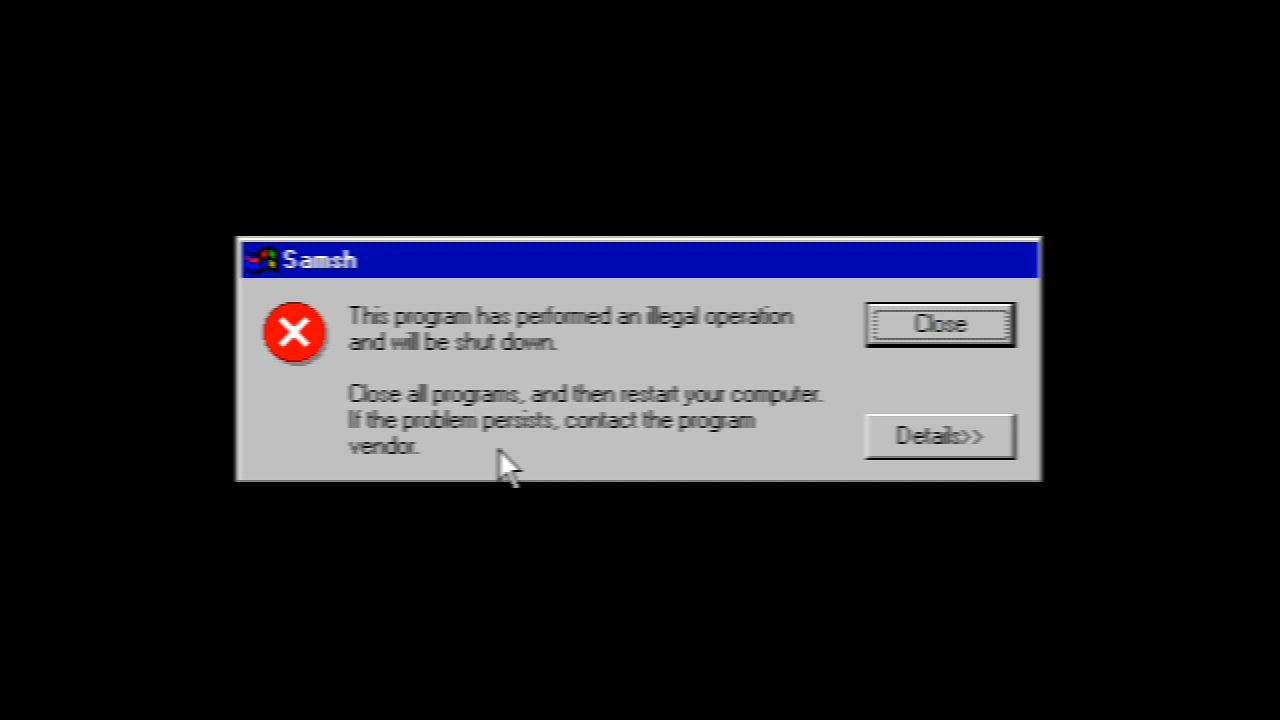 Samsh
This program has performed an illegal operation
and will be shut down.
Close all programs, and then restart your computer.
If the problem persists, contact the program
vendor.
Close
Details>>